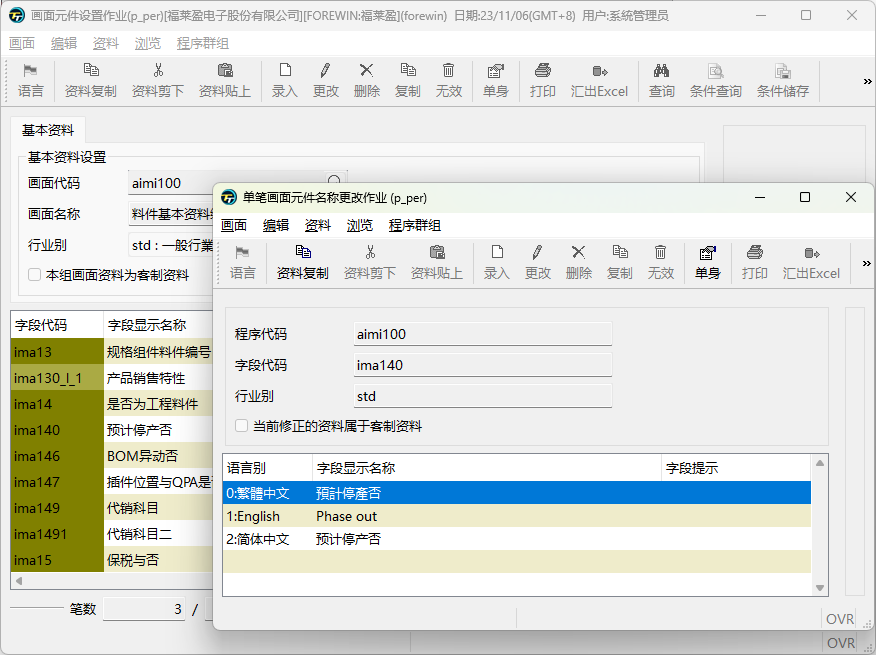 画面元件设置作业(p_per)[福莱盈电子股份有限公司][FOREWIN:福莱盈](forewin)  日期:23/11/06(GMT+8)  用户:系统管理员
画面 编辑 资料 浏览 程序群组
语言 资料复制 资料剪下 资料贴上 录入 更改 删除 复制 无效 单身 打印 汇出Excel 查询 条件查询 条件储存 »
基本资料
基本资料设置
画面代码 aimi100
画面名称 料件基本资料
行业别 std : 一般行業
本组画面资料为客制资料
字段代码 字段显示名称
ima13 规格组件料件编号
ima130_l_1 产品销售特性
ima14 是否为工程料件
ima140 预计停产否
ima146 BOM异动否
ima147 插件位置与QPA是
ima149 代销科目
ima1491 代销科目二
ima15 保税与否
笔数 3 /
单笔画面元件名称更改作业 (p_per)
画面 编辑 资料 浏览 程序群组
语言 资料复制 资料剪下 资料贴上 录入 更改 删除 复制 无效 单身 打印 汇出Excel »
程序代码 aimi100
字段代码 ima140
行业别 std
当前修正的资料属于客制资料
语言别 字段显示名称 字段提示
0:繁體中文 預計停產否
1:English Phase out
2:简体中文 预计停产否
OVR
OVR